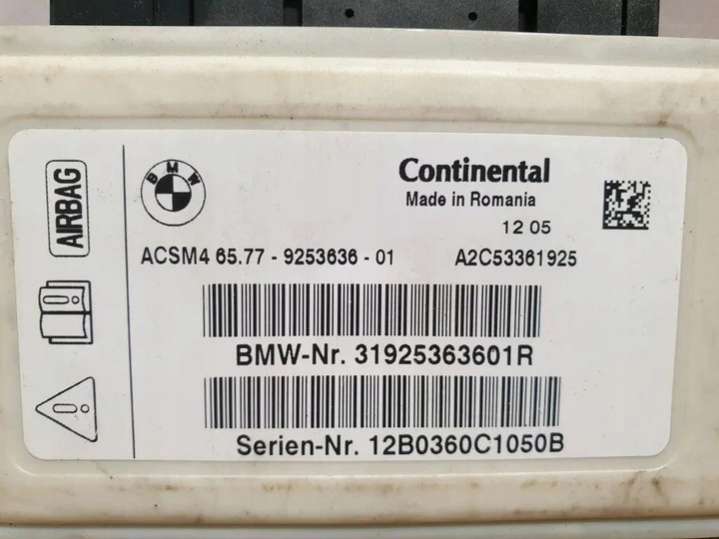 AIRBAG
BMW
Continental
Made in Romania
12 05
ACSM4 65.77 - 9253636 - 01 A2C53361925
BMW-Nr. 31925363601R
Serien-Nr. 12B0360C1050B